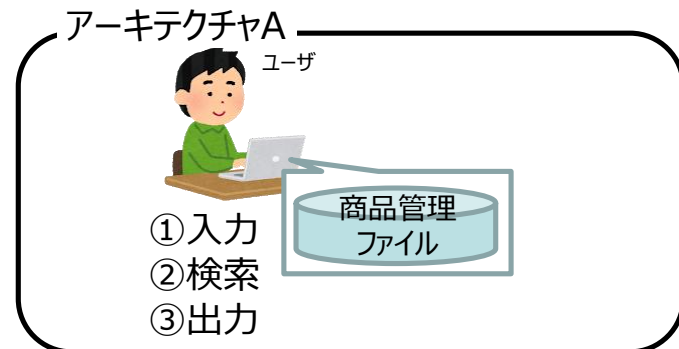 アーキテクチャA
ユーザ
商品管理
ファイル
①入力
②検索
③出力